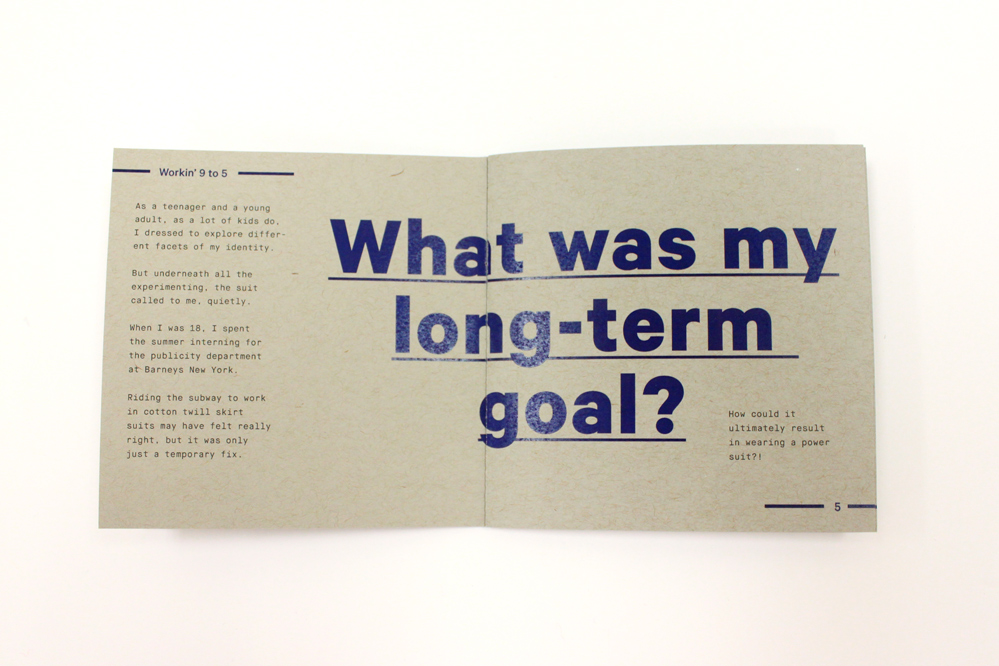 Workin' 9 to 5
As a teenager and a young
adult, as a lot of kids do,
I dressed to explore differ-
ent facets of my identity.
But underneath all the
experimenting, the suit
called to me, quietly.
When I was 18, I spent
the summer interning for
the publicity department
at Barneys New York.
Riding the subway to work
in cotton twill skirt
suits may have felt really
right, but it was only
just a temporary fix.
What was my
long-term
goal?
How could it
ultimately result
in wearing a power
suit?!
5